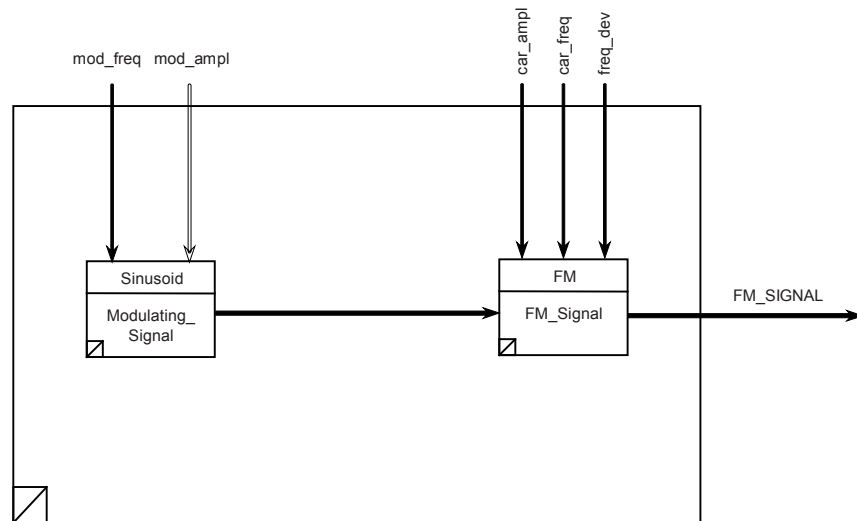 mod_freq mod_ampl
car_ampl
car_freq
freq_dev
Sinusoid
Modulating_
Signal
FM
FM_Signal
FM_SIGNAL